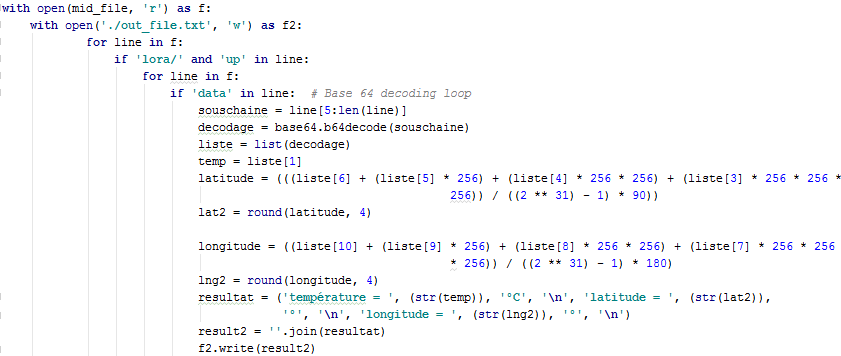 with open(mid_file, 'r') as f:
    with open('./out_file.txt', 'w') as f2:
            for line in f:
                if 'lora/' and 'up' in line:
                    for line in f:
                        if 'data' in line:  # Base 64 decoding loop
                            souschaine = line[5:len(line)]
                            decodage = base64.b64decode(souschaine)
                            liste = list(decodage)
                            temp = liste[1]
                            latitude = (((liste[6] + (liste[5] * 256) + (liste[4] * 256 * 256) + (liste[3] * 256 * 256 *
                                                                256)) / ((2 ** 31) - 1) * 90))
                            lat2 = round(latitude, 4)

                            longitude = ((liste[10] + (liste[9] * 256) + (liste[8] * 256 * 256) + (liste[7] * 256 * 256
                                                                * 256)) / ((2 ** 31) - 1) * 180)
                            lng2 = round(longitude, 4)
                            resultat = ('température = ', (str(temp)), '°C', '\n', 'latitude = ', (str(lat2)),
                                        '°', '\n', 'longitude = ', (str(lng2)), '°', '\n')
                            result2 = ''.join(resultat)
                            f2.write(result2)